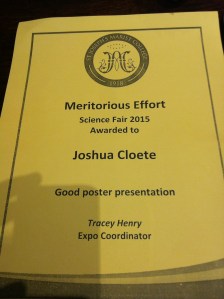 Meritorious Effort
Science Fair 2015
Awarded to
Joshua Cloete
Good poster presentation
Tracey Henry
Expo Coordinator